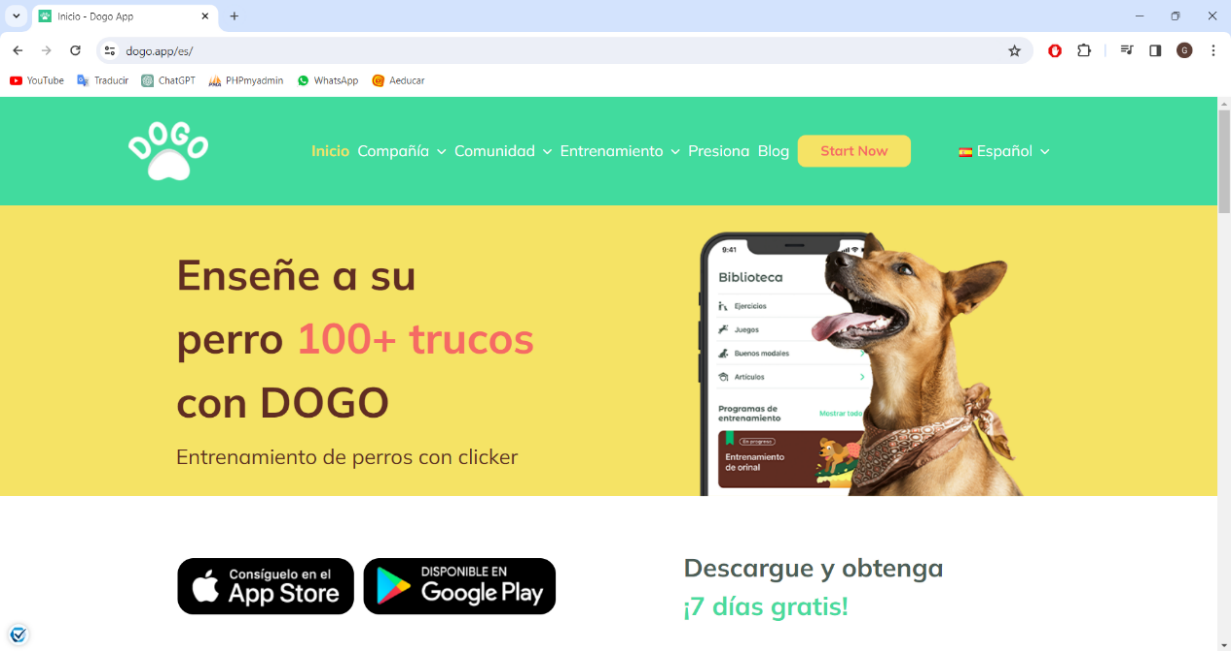 Inicio - Dogo App
dogo.app/es/
G
YouTube
Traducir
ChatGPT
PHPmyadmin
WhatsApp
Aeducar
DOGO
Inicio
Compañía
Comunidad
Entrenamiento
Presiona
Blog
Start Now
Español
Enseñe a su
perro 100+ trucos
con DOGO
Entrenamiento de perros con clicker
9:41
Biblioteca
Ejercicios
Juegos
Buenos modales
Artículos
Programas de
entrenamiento
Mostrar todo
En progreso
Entrenamiento
de orinal
Consíguelo en el
App Store
DISPONIBLE EN
Google Play
Descargue y obtenga
¡7 días gratis!